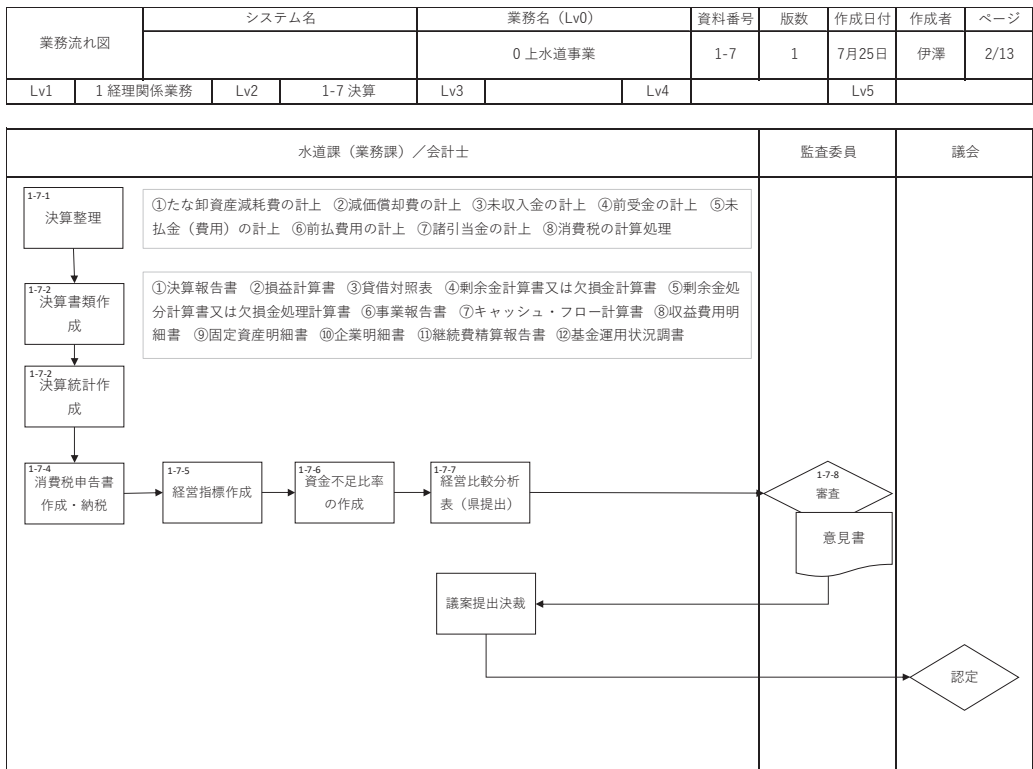 業務流れ図
システム名
業務名（Lv0）
資料番号
版数
作成日付
作成者
ページ
0 上水道事業
1-7
1
7月25日
伊澤
2/13
Lv1
1 経理関係業務
Lv2
1-7 決算
Lv3
Lv4
Lv5
水道課（業務課）／会計士
監査委員
議会
1-7-1
決算整理
①たな卸資産減耗費の計上 ②減価償却費の計上 ③未収入金の計上 ④前受金の計上 ⑤未
払金（費用）の計上 ⑥前払費用の計上 ⑦諸引当金の計上 ⑧消費税の計算処理
1-7-2
決算書類作
成
①決算報告書 ②損益計算書 ③貸借対照表 ④剰余金計算書又は欠損金計算書 ⑤剰余金処
分計算書又は欠損金処理計算書 ⑥事業報告書 ⑦キャッシュ・フロー計算書 ⑧収益費用明
細書 ⑨固定資産明細書 ⑩企業明細書 ⑪継続費精算報告書 ⑫基金運用状況調書
1-7-2
決算統計作
成
1-7-4
消費税申告書
作成・納税
1-7-5
経営指標作成
1-7-6
資金不足比率
の作成
1-7-7
経営比較分析
表（県提出）
1-7-8
審査
意見書
議案提出決裁
認定